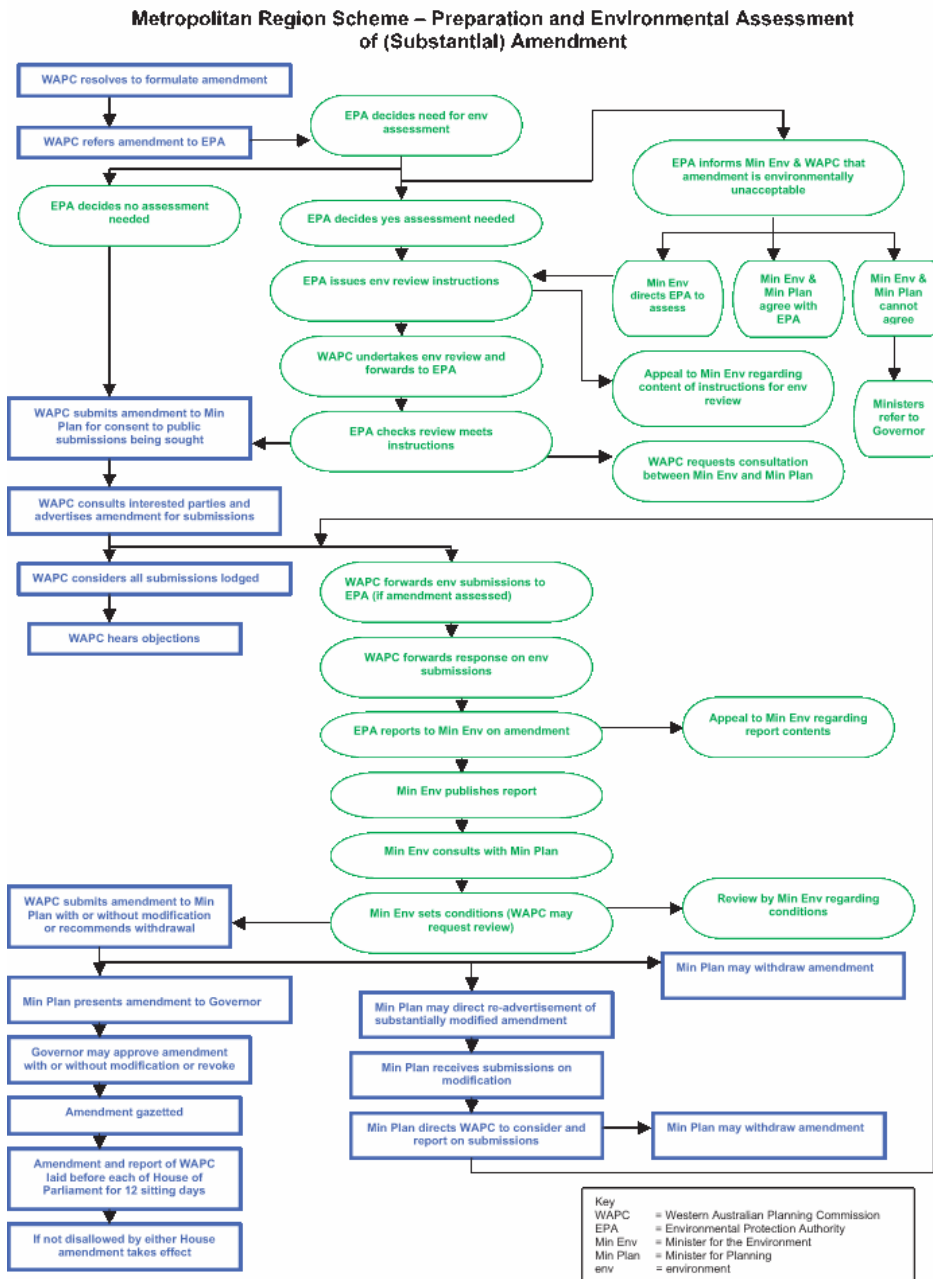 Metropolitan Region Scheme – Preparation and Environmental Assessment
of (Substantial) Amendment
WAPC resolves to formulate amendment
WAPC refers amendment to EPA
EPA decides need for env
assessment
EPA informs Min Env & WAPC that
amendment is environmentally
unacceptable
EPA decides no assessment
needed
EPA decides yes assessment needed
EPA issues env review instructions
Min Env
directs EPA to
assess
Min Env &
Min Plan
agree with
EPA
Min Env &
Min Plan
cannot
agree
WAPC undertakes env review and
forwards to EPA
Appeal to Min Env regarding
content of instructions for env
review
Ministers
refer to
Governor
WAPC submits amendment to Min
Plan for consent to public
submissions being sought
EPA checks review meets
instructions
WAPC requests consultation
between Min Env and Min Plan
WAPC consults interested parties and
advertises amendment for submissions
WAPC considers all submissions lodged
WAPC hears objections
WAPC forwards env submissions to
EPA (if amendment assessed)
WAPC forwards response on env
submissions
EPA reports to Min Env on amendment
Appeal to Min Env regarding
report contents
Min Env publishes report
Min Env consults with Min Plan
WAPC submits amendment to Min
Plan with or without modification
or recommends withdrawal
Min Env sets conditions (WAPC may
request review)
Review by Min Env regarding
conditions
Min Plan may withdraw amendment
Min Plan presents amendment to Governor
Min Plan may direct re-advertisement of
substantially modified amendment
Governor may approve amendment
with or without modification or revoke
Min Plan receives submissions on
modification
Amendment gazetted
Min Plan directs WAPC to consider and
report on submissions
Min Plan may withdraw amendment
Amendment and report of WAPC
laid before each of House of
Parliament for 12 sitting days
If not disallowed by either House
amendment takes effect
Key
WAPC = Western Australian Planning Commission
EPA = Environmental Protection Authority
Min Env = Minister for the Environment
Min Plan = Minister for Planning
env = environment